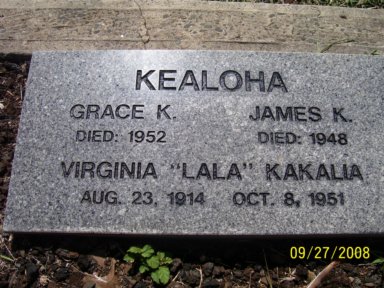 KEALOHA
GRACE K. JAMES K.
DIED: 1952 DIED: 1948
VIRGINIA "LALA" KAKALIA
AUG. 23, 1914 OCT. 8, 1951
09/27/2008